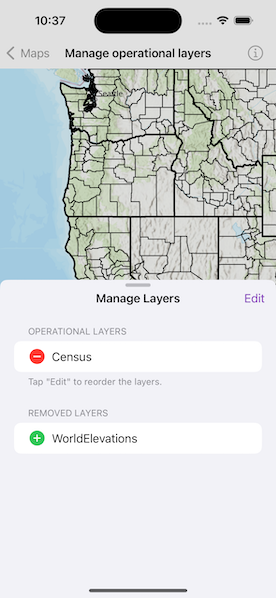 10:37
Maps
Manage operational layers
Seattle
Manage Layers
Edit
OPERATIONAL LAYERS
Census
Tap "Edit" to reorder the layers.
REMOVED LAYERS
WorldElevations